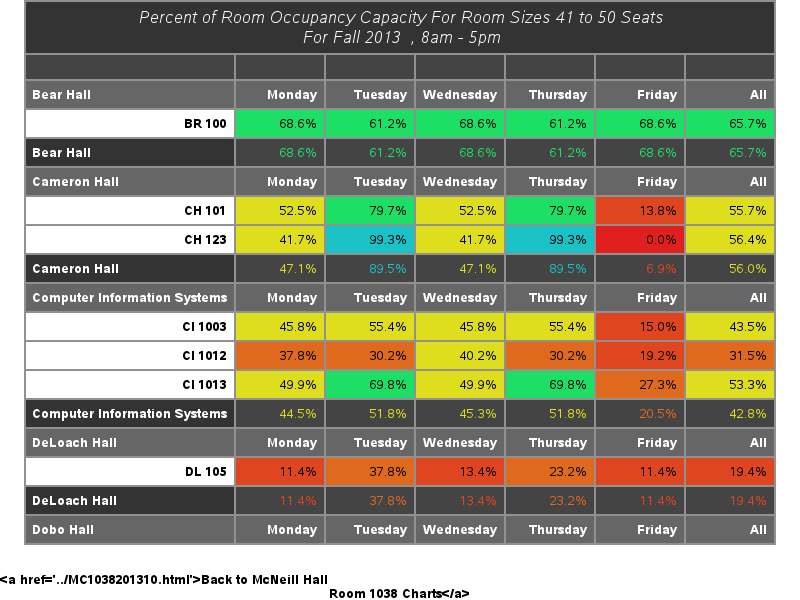 Percent of Room Occupancy Capacity For Room Sizes 41 to 50 Seats
For Fall 2013 , 8am - 5pm
Bear Hall Monday Tuesday Wednesday Thursday Friday All
BR 100 68.6% 61.2% 68.6% 61.2% 68.6% 65.7%
Bear Hall 68.6% 61.2% 68.6% 61.2% 68.6% 65.7%
Cameron Hall Monday Tuesday Wednesday Thursday Friday All
CH 101 52.5% 79.7% 52.5% 79.7% 13.8% 55.7%
CH 123 41.7% 99.3% 41.7% 99.3% 0.0% 56.4%
Cameron Hall 47.1% 89.5% 47.1% 89.5% 6.9% 56.0%
Computer Information Systems Monday Tuesday Wednesday Thursday Friday All
CI 1003 45.8% 55.4% 45.8% 55.4% 15.0% 43.5%
CI 1012 37.8% 30.2% 40.2% 30.2% 19.2% 31.5%
CI 1013 49.9% 69.8% 49.9% 69.8% 27.3% 53.3%
Computer Information Systems 44.5% 51.8% 45.3% 51.8% 20.5% 42.8%
DeLoach Hall Monday Tuesday Wednesday Thursday Friday All
DL 105 11.4% 37.8% 13.4% 23.2% 11.4% 19.4%
DeLoach Hall 11.4% 37.8% 13.4% 23.2% 11.4% 19.4%
Dobo Hall Monday Tuesday Wednesday Thursday Friday All
&lt;a href='../MC1038201310.html'>Back to McNeill Hall
Room 1038 Charts&lt;/a>